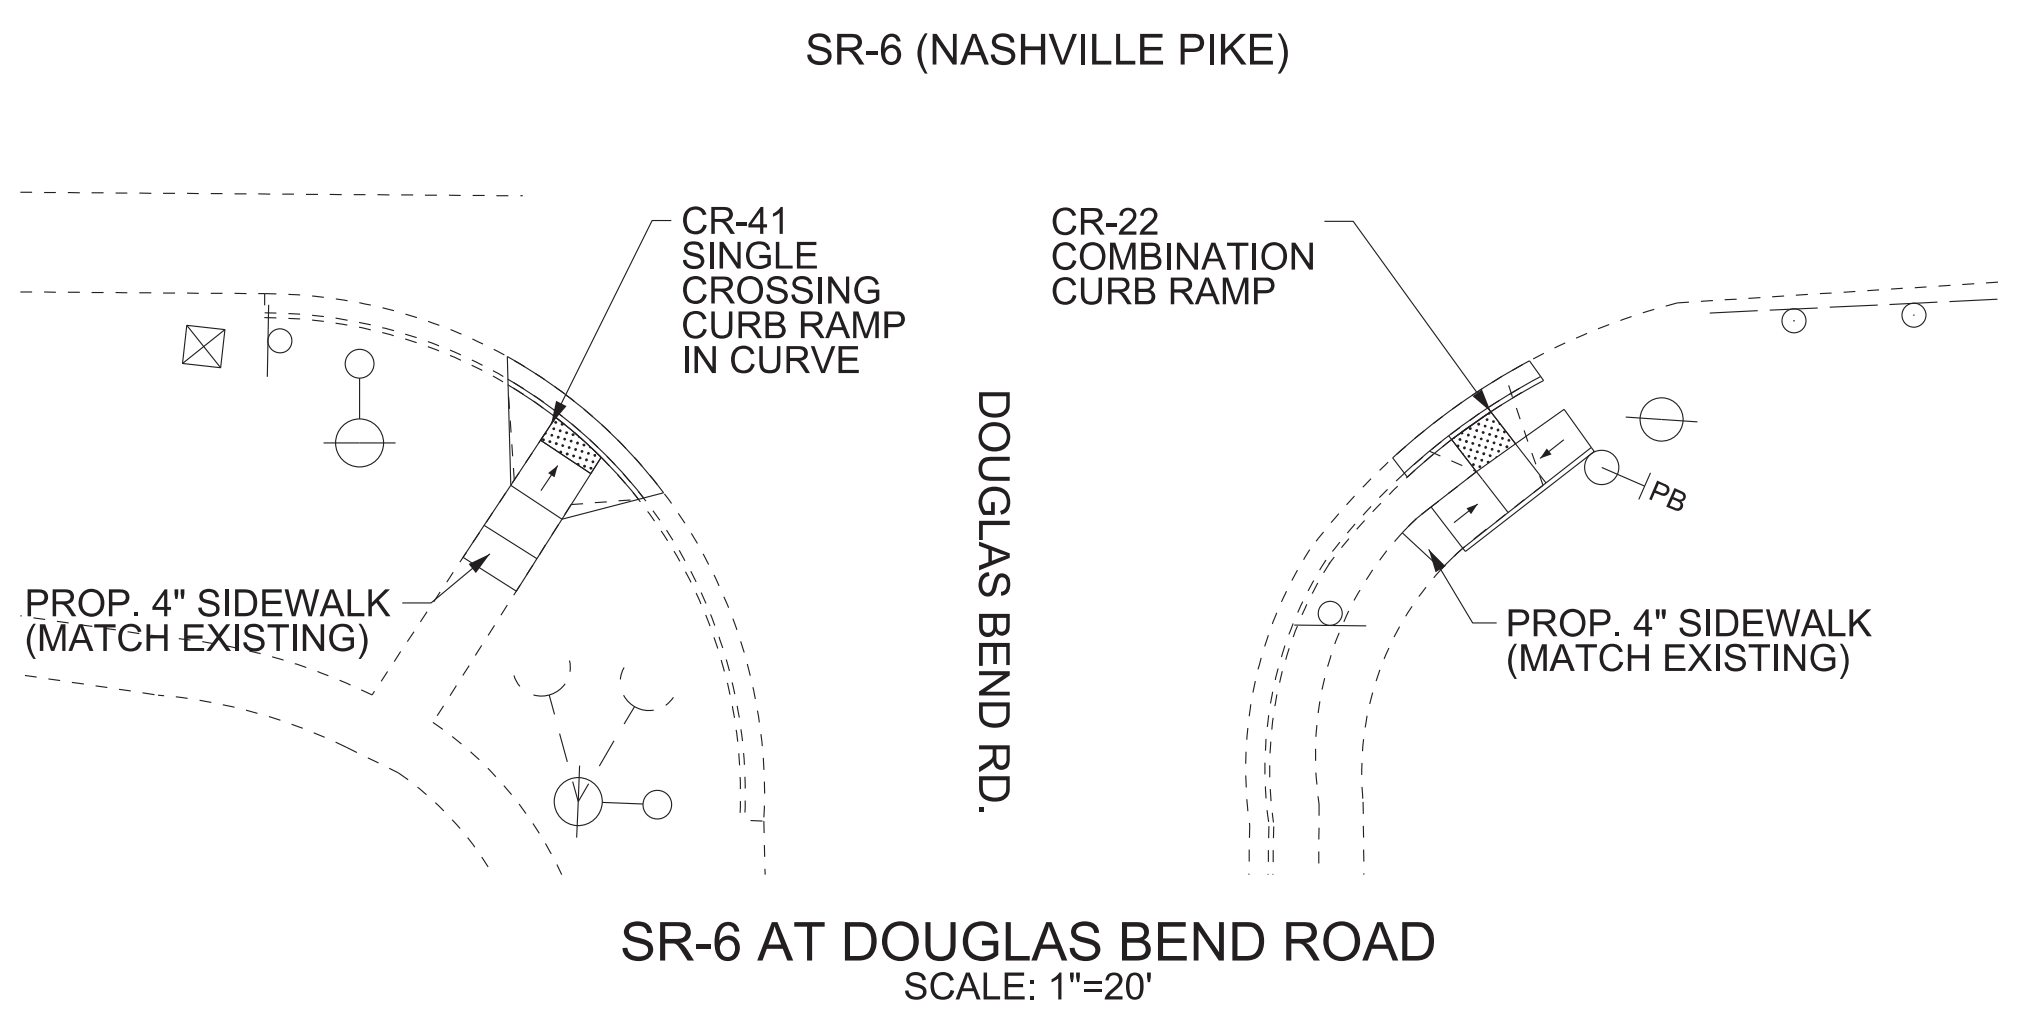 SR-6 (NASHVILLE PIKE)
CR-41
SINGLE
CROSSING
CURB RAMP
IN CURVE
CR-22
COMBINATION
CURB RAMP
DOUGLAS BEND RD.
PB
PROP. 4" SIDEWALK
(MATCH EXISTING)
PROP. 4" SIDEWALK
(MATCH EXISTING)
SR-6 AT DOUGLAS BEND ROAD
SCALE: 1"=20'